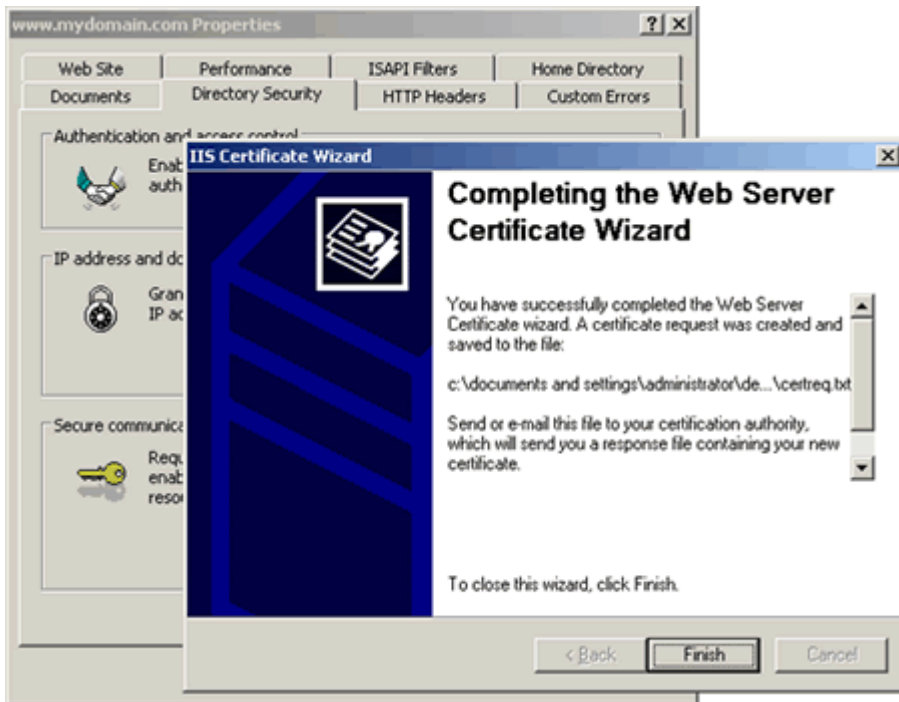 www.mydomain.com Properties
Web Site Performance ISAPI Filters Home Directory
Documents Directory Security HTTP Headers Custom Errors
Authentication and access control
Enab
auth
IP address and do
Gran
IP ac
Secure communica
Requ
enab
resou
IIS Certificate Wizard
Completing the Web Server
Certificate Wizard
You have successfully completed the Web Server
Certificate wizard. A certificate request was created and
saved to the file:
c:\documents and settings\administrator\de...\certreq.txt
Send or e-mail this file to your certification authority,
which will send you a response file containing your new
certificate.
To close this wizard, click Finish.
< Back Finish Cancel